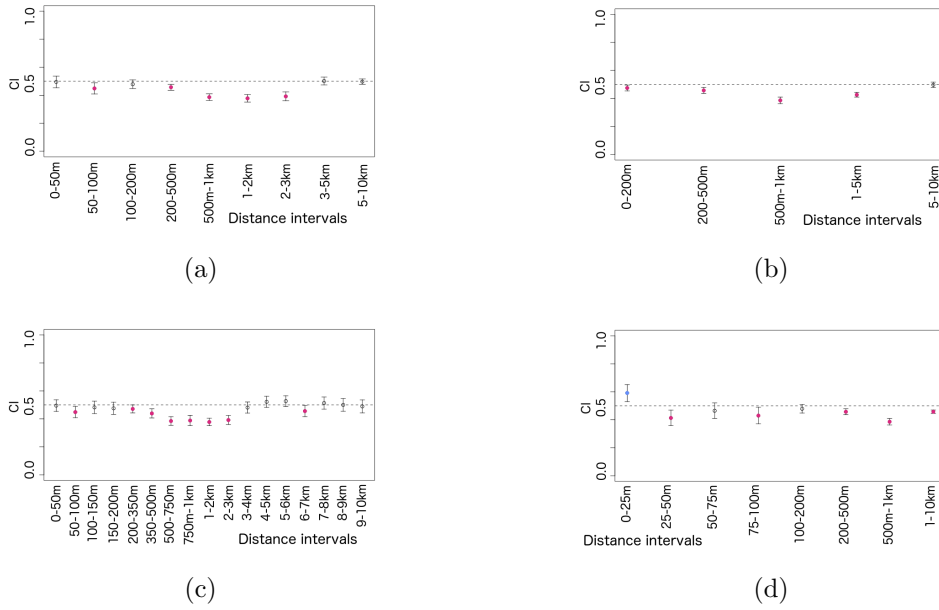 1.0
0.5
0.0
CI
0-50m
50-100m
100-200m
200-500m
500m-1km
1-2km
2-3km
3-5km
5-10km
Distance intervals
(a)
1.0
0.5
0.0
CI
0-200m
200-500m
500m-1km
1-5km
5-10km
Distance intervals
(b)
1.0
0.5
0.0
CI
0-50m
50-100m
100-150m
150-200m
200-350m
350-500m
500-750m
750m-1km
1-2km
2-3km
3-4km
4-5km
5-6km
6-7km
7-8km
8-9km
9-10km
Distance intervals
(c)
1.0
0.5
0.0
CI
0-25m
25-50m
50-75m
75-100m
100-200m
200-500m
500m-1km
1-10km
Distance intervals
(d)